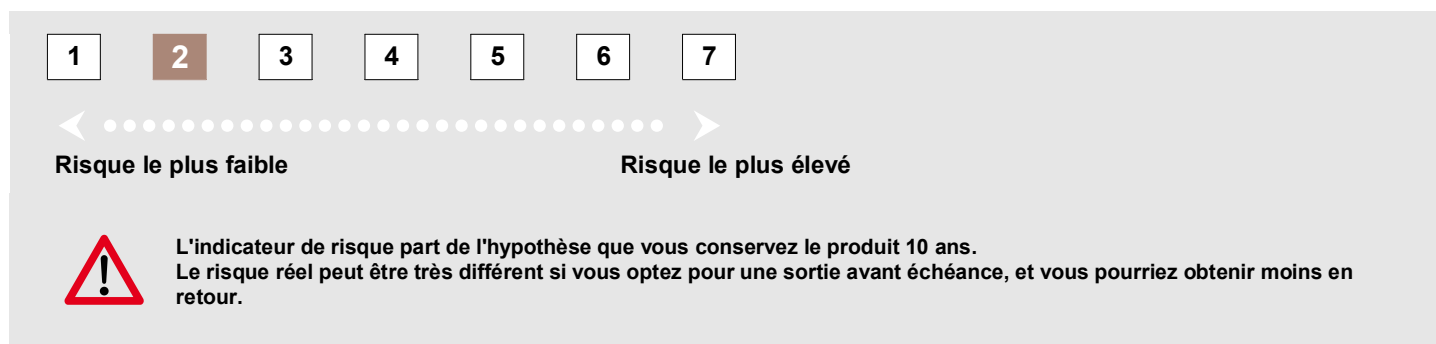 1 2 3 4 5 6 7
Risque le plus faible Risque le plus élevé
L'indicateur de risque part de l'hypothèse que vous conservez le produit 10 ans.
Le risque réel peut être très différent si vous optez pour une sortie avant échéance, et vous pourriez obtenir moins en
retour.